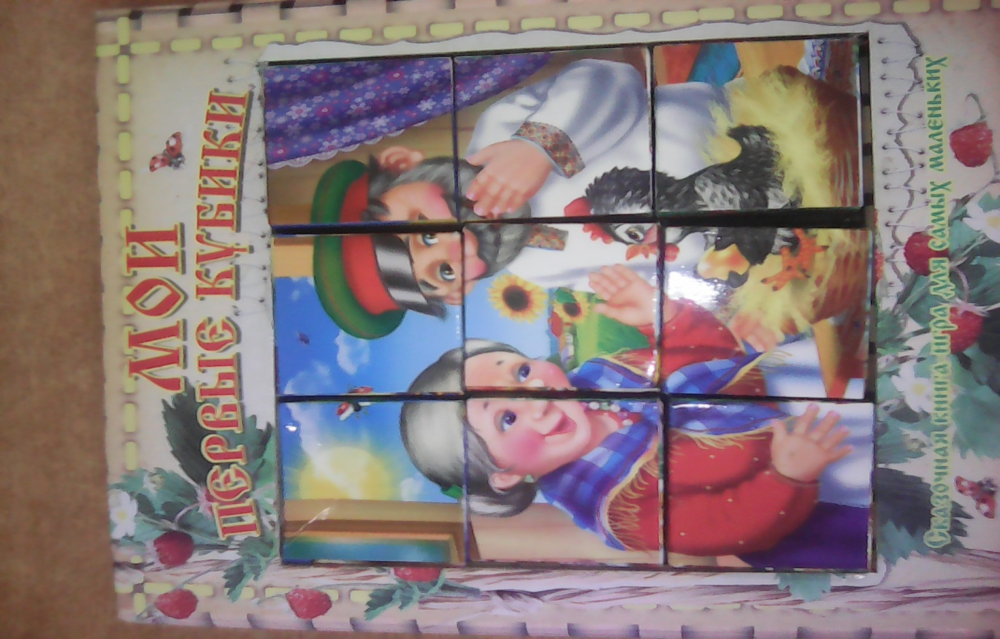 МОИ
ПЕРВЫЕ КУБИКИ
Сказочная книга-игра для самых маленьких